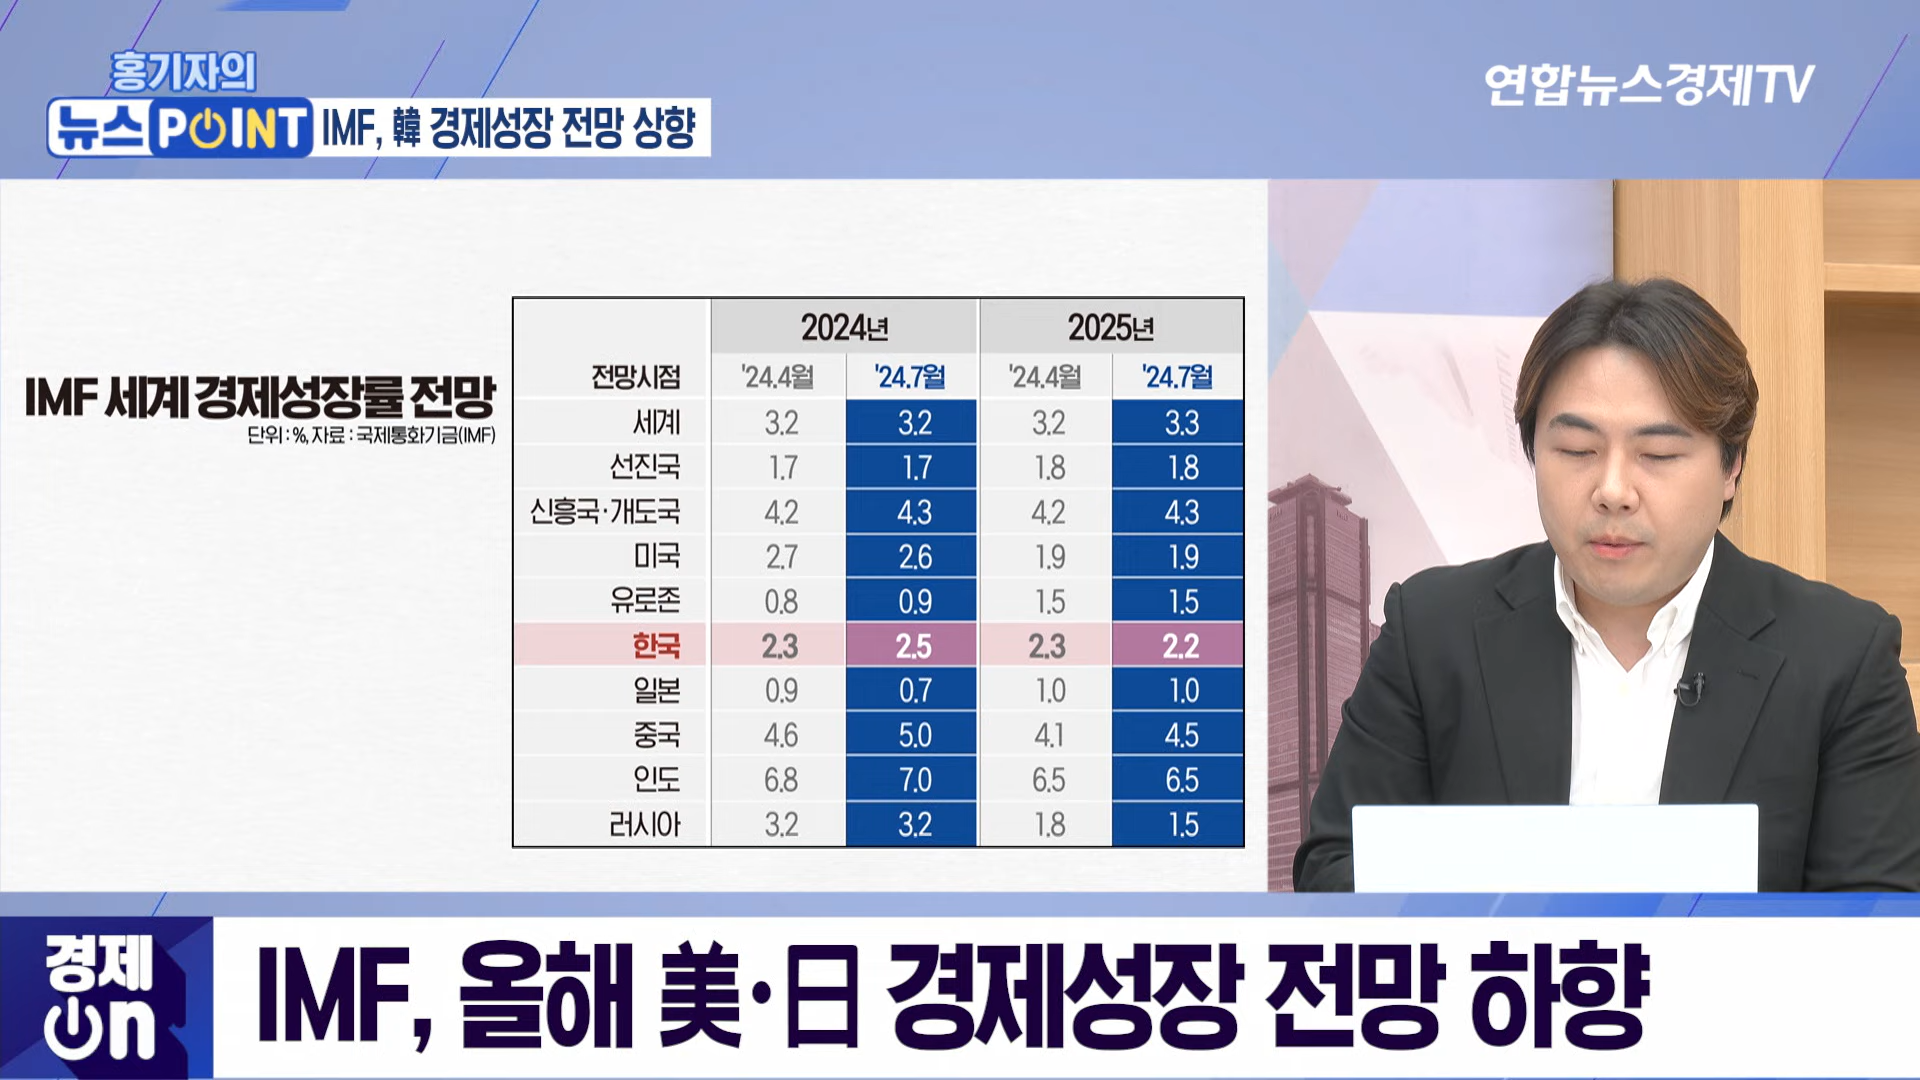 홍기자의
뉴스POINT IMF, 韓 경제성장 전망 상향
연합뉴스경제TV
IMF 세계 경제성장률 전망
단위 : %, 자료 : 국제통화기금(IMF)
2024년 2025년
전망시점 '24.4월 '24.7월 '24.4월 '24.7월
세계 3.2 3.2 3.2 3.3
선진국 1.7 1.7 1.8 1.8
신흥국·개도국 4.2 4.3 4.2 4.3
미국 2.7 2.6 1.9 1.9
유로존 0.8 0.9 1.5 1.5
한국 2.3 2.5 2.3 2.2
일본 0.9 0.7 1.0 1.0
중국 4.6 5.0 4.1 4.5
인도 6.8 7.0 6.5 6.5
러시아 3.2 3.2 1.8 1.5
경제
on
IMF, 올해 美·日 경제성장 전망 하향